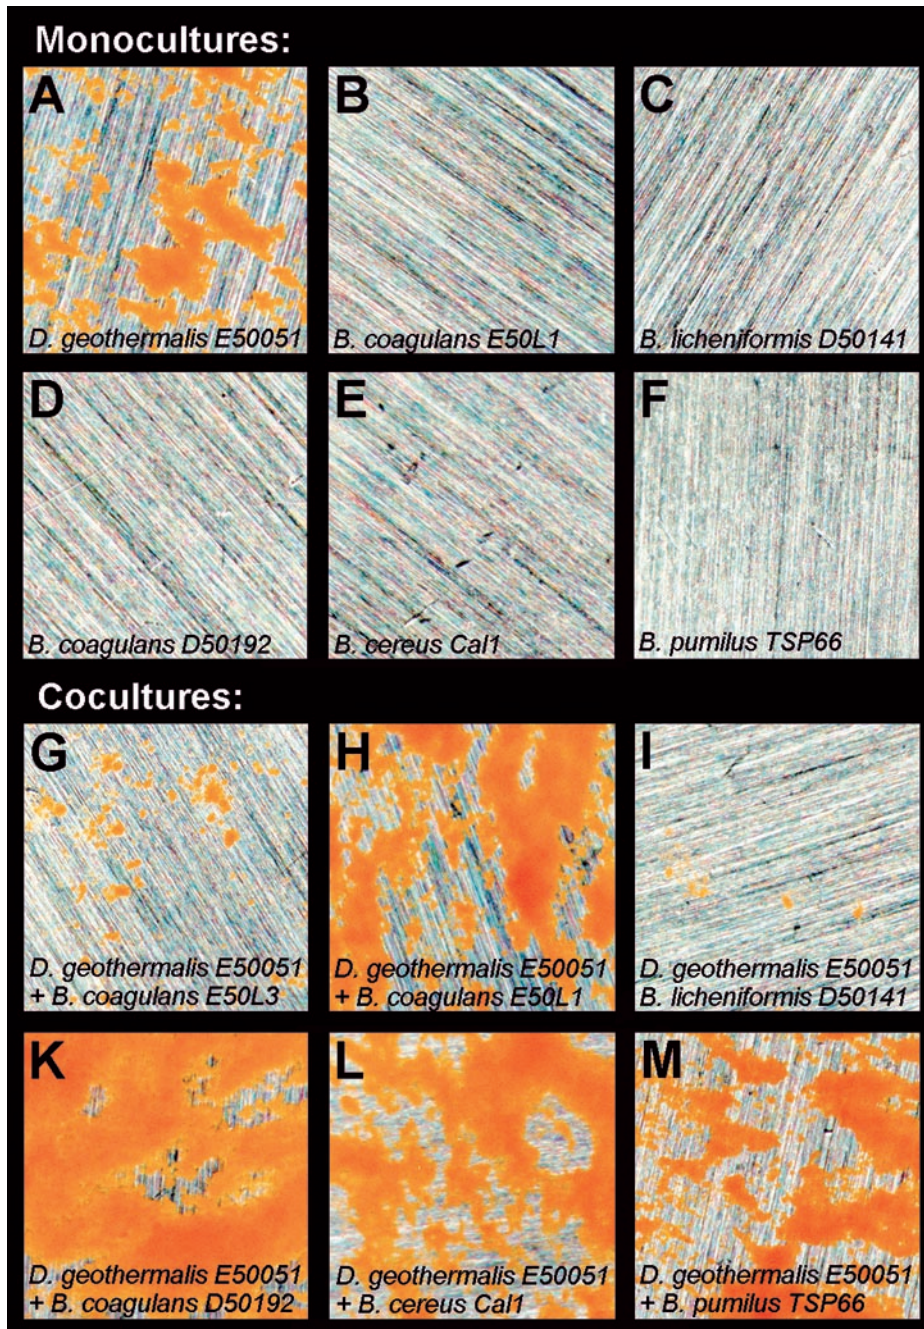 Monocultures:
A
B
C
D. geothermalis E50051
B. coagulans E50L1
B. licheniformis D50141
D
E
F
B. coagulans D50192
B. cereus Cal1
B. pumilus TSP66
Cocultures:
G
H
I
D. geothermalis E50051
+ B. coagulans E50L3
D. geothermalis E50051
+ B. coagulans E50L1
D. geothermalis E50051
B. licheniformis D50141
K
L
M
D. geothermalis E50051
+ B. coagulans D50192
D. geothermalis E50051
+ B. cereus Cal1
D. geothermalis E50051
+ B. pumilus TSP66